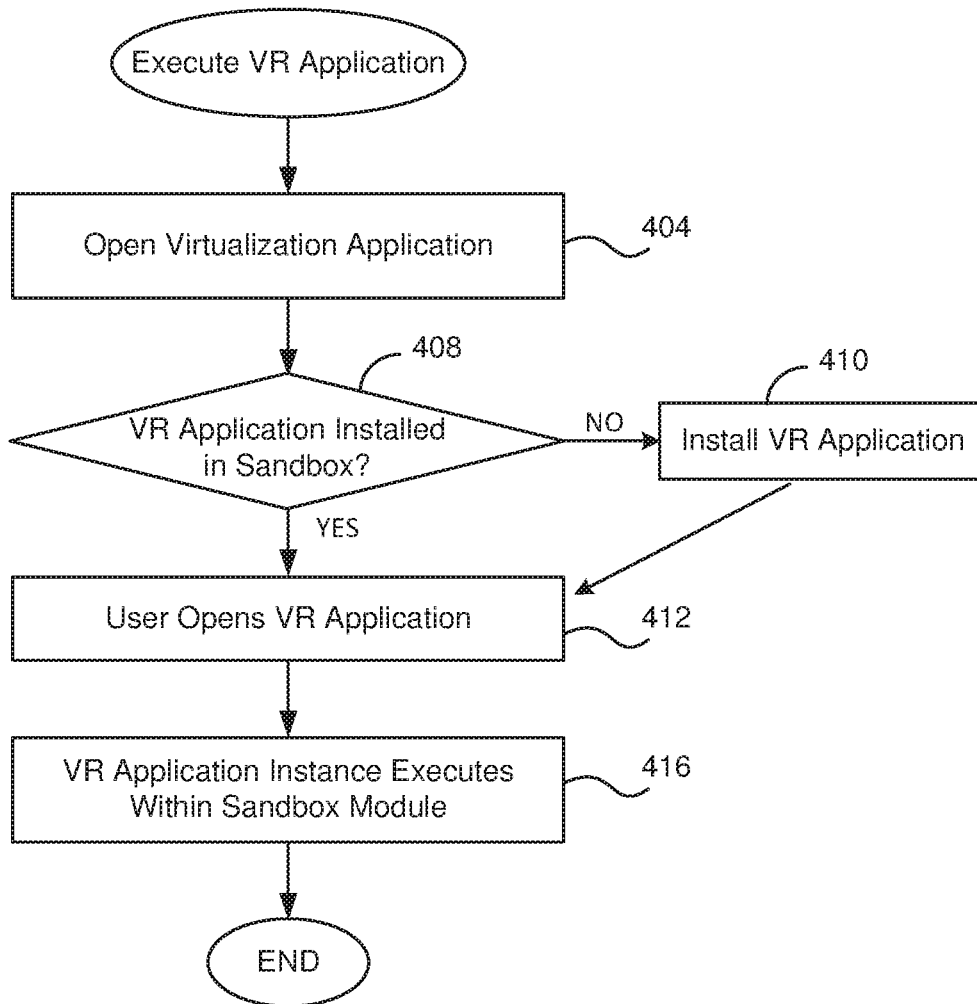 Execute VR Application
Open Virtualization Application
404
408
VR Application Installed
in Sandbox?
NO
410
Install VR Application
YES
User Opens VR Application
412
VR Application Instance Executes
Within Sandbox Module
416
END